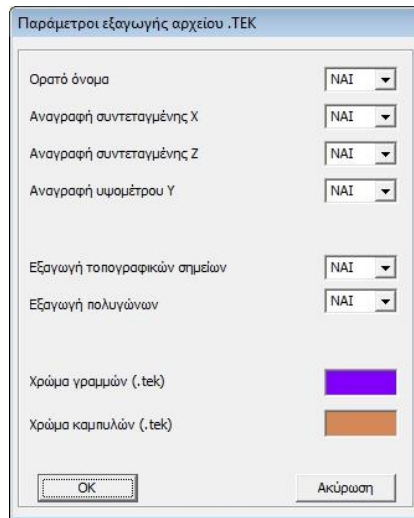 Παράμετροι εξαγωγής αρχείου .TEK
Ορατό όνομα ΝΑΙ
Αναγραφή συντεταγμένης X ΝΑΙ
Αναγραφή συντεταγμένης Z ΝΑΙ
Αναγραφή υψομέτρου Y ΝΑΙ
Εξαγωγή τοπογραφικών σημείων ΝΑΙ
Εξαγωγή πολυγώνων ΝΑΙ
Χρώμα γραμμών (.tek)
Χρώμα καμπυλών (.tek)
OK Ακύρωση